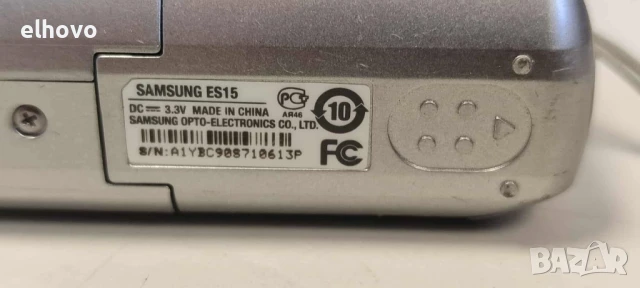 elhovo
SAMSUNG ES15
DC ⎓ 3.3V MADE IN CHINA
SAMSUNG OPTO-ELECTRONICS CO., LTD.
S/N: A1YBC908710613P
PG
AR46
10
FC
BAZAR